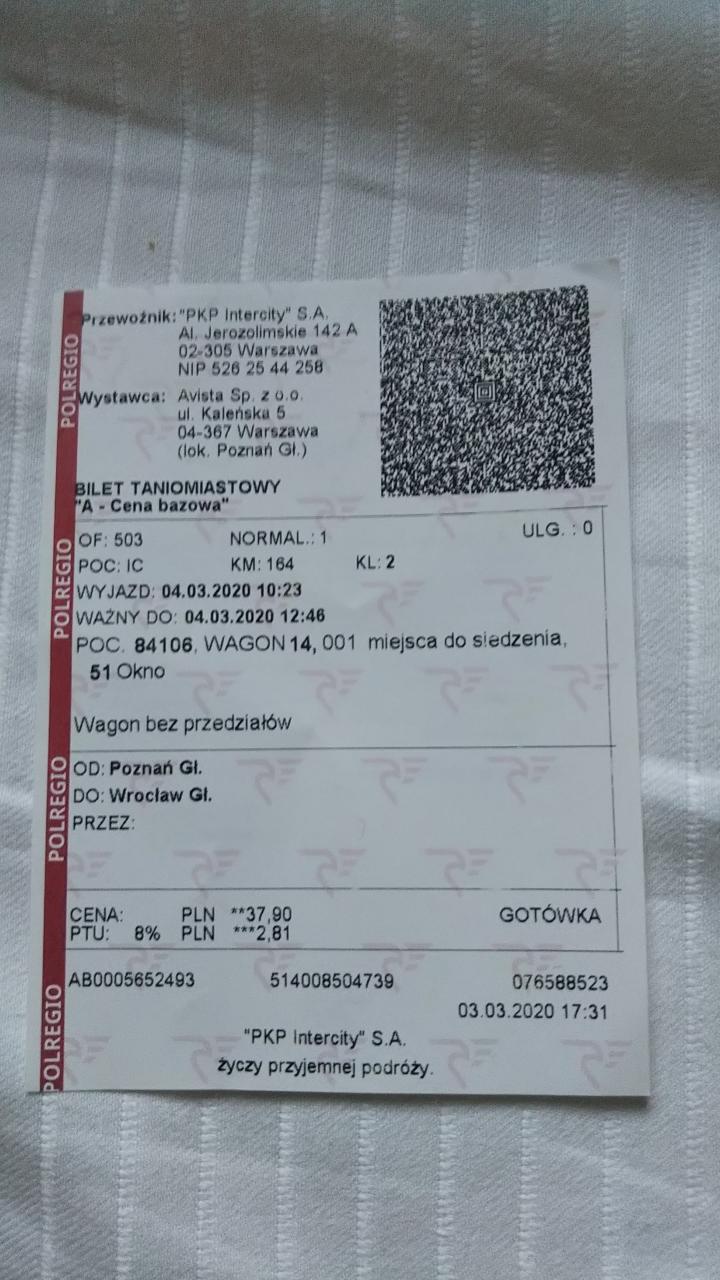 Przewoźnik: "PKP Intercity" S.A.
Al. Jerozolimskie 142 A
02-305 Warszawa
NIP 526 25 44 258
Wystawca: Avista Sp. z o.o.
ul. Kaleńska 5
04-367 Warszawa
(lok. Poznań Gł.)
BILET TANIOMIASTOWY
"A - Cena bazowa"
OF: 503 NORMAL.: 1 ULG. : 0
POC: IC KM: 164 KL: 2
WYJAZD: 04.03.2020 10:23
WAŻNY DO: 04.03.2020 12:46
POC. 84106, WAGON 14, 001 miejsca do siedzenia,
51 Okno
Wagon bez przedziałów
OD: Poznań Gł.
DO: Wrocław Gł.
PRZEZ:
CENA: PLN **37,90 GOTÓWKA
PTU: 8% PLN ***2,81
AB0005652493 514008504739 076588523
03.03.2020 17:31
"PKP Intercity" S.A.
życzy przyjemnej podróży.
POLREGIO
POLREGIO
POLREGIO
POLREGIO